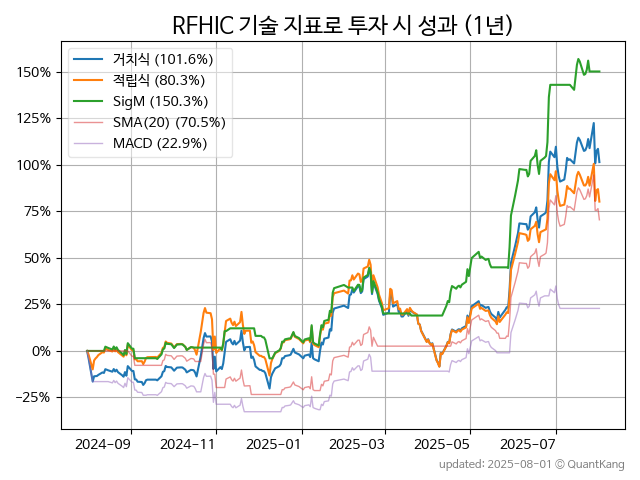 RFHIC 기술 지표로 투자 시 성과 (1년)
거치식 (101.6%)
적립식 (80.3%)
SigM (150.3%)
SMA(20) (70.5%)
MACD (22.9%)
150%
125%
100%
75%
50%
25%
0%
−25%
2024−09
2024−11
2025−01
2025−03
2025−05
2025−07
updated: 2025-08-01 © QuantKang